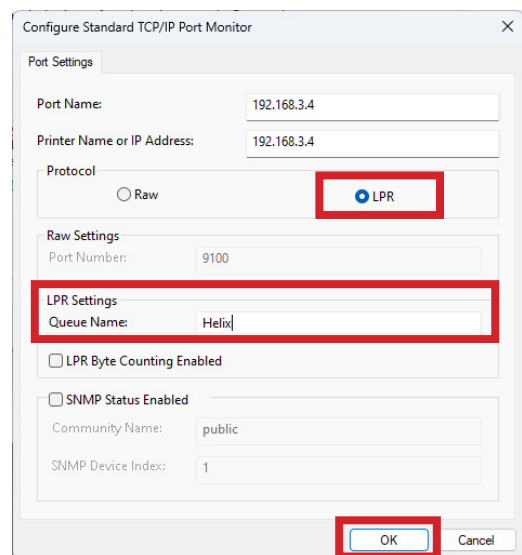 Configure Standard TCP/IP Port Monitor
Port Settings
Port Name: 192.168.3.4
Printer Name or IP Address: 192.168.3.4
Protocol
Raw LPR
Raw Settings
Port Number: 9100
LPR Settings
Queue Name: Helix
LPR Byte Counting Enabled
SNMP Status Enabled
Community Name: public
SNMP Device Index: 1
OK Cancel